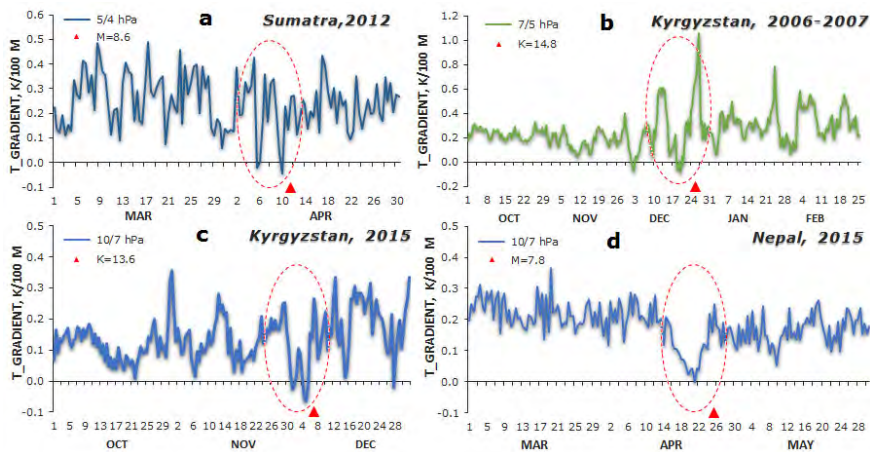 a
Sumatra,2012
5/4 hPa
M=8.6
T_GRADIENT, K/100 M
0.6
0.5
0.4
0.3
0.2
0.1
0.0
-0.1
1 5 9 13 17 21 25 29 2 6 10 14 18 22 26 30
MAR APR
b
Kyrgyzstan, 2006-2007
7/5 hPa
K=14.8
T_GRADIENT, K/100 M
1.2
1.0
0.8
0.6
0.4
0.2
0.0
-0.2
1 8 15 22 29 5 12 19 26 3 10 17 24 31 7 14 21 28 4 11 18 25
OCT NOV DEC JAN FEB
c
Kyrgyzstan, 2015
10/7 hPa
K=13.6
T_GRADIENT, K/100 M
0.5
0.4
0.3
0.2
0.1
0.0
-0.1
1 5 9 13 17 21 25 29 2 6 10 14 18 22 26 30 4 8 12 16 20 24 28
OCT NOV DEC
d
Nepal, 2015
10/7 hPa
M=7.8
T_GRADIENT, K/100 M
0.5
0.4
0.3
0.2
0.1
0.0
-0.1
1 5 9 13 17 21 25 29 2 6 10 14 18 22 26 30 4 8 12 16 20 24 28
MAR APR MAY